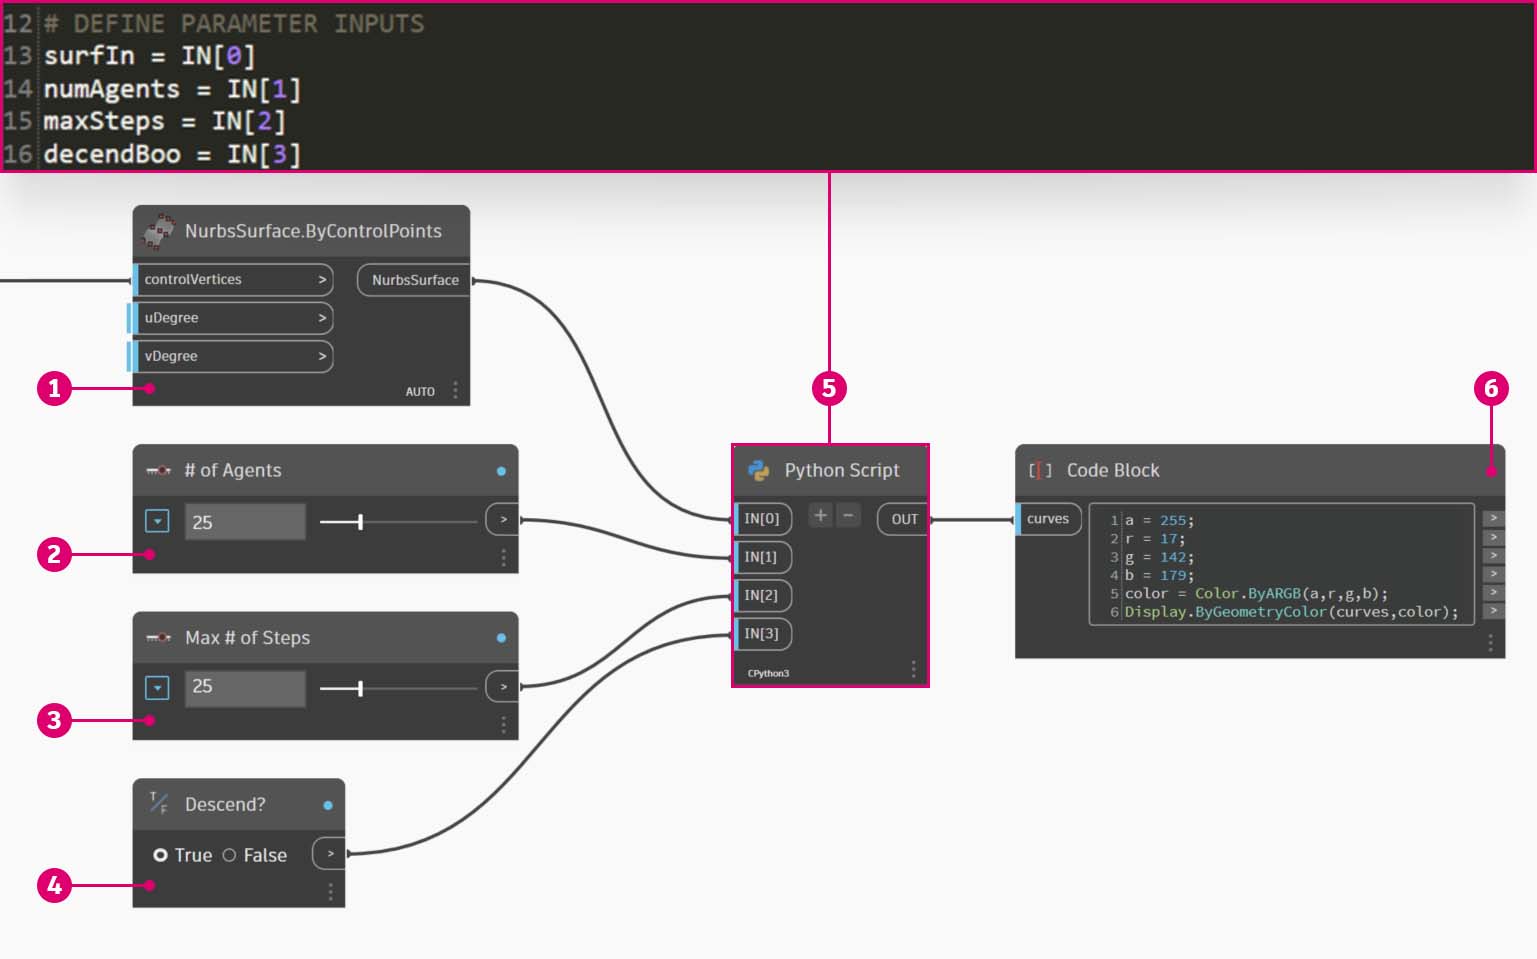 12 # DEFINE PARAMETER INPUTS
13 surfIn = IN[0]
14 numAgents = IN[1]
15 maxSteps = IN[2]
16 decendBoo = IN[3]
NurbsSurface.ByControlPoints
controlVertices >
NurbsSurface
uDegree >
vDegree >
AUTO
1
# of Agents
25
>
2
Max # of Steps
25
>
3
T/F
Descend?
True
False
>
4
5
Python Script
IN[0]
+
-
OUT
IN[1]
IN[2]
IN[3]
CPython3
6
[I] Code Block
curves
1 a = 255; >
2 r = 17; >
3 g = 142; >
4 b = 179; >
5 color = Color.ByARGB(a,r,g,b); >
6 Display.ByGeometryColor(curves,color); >